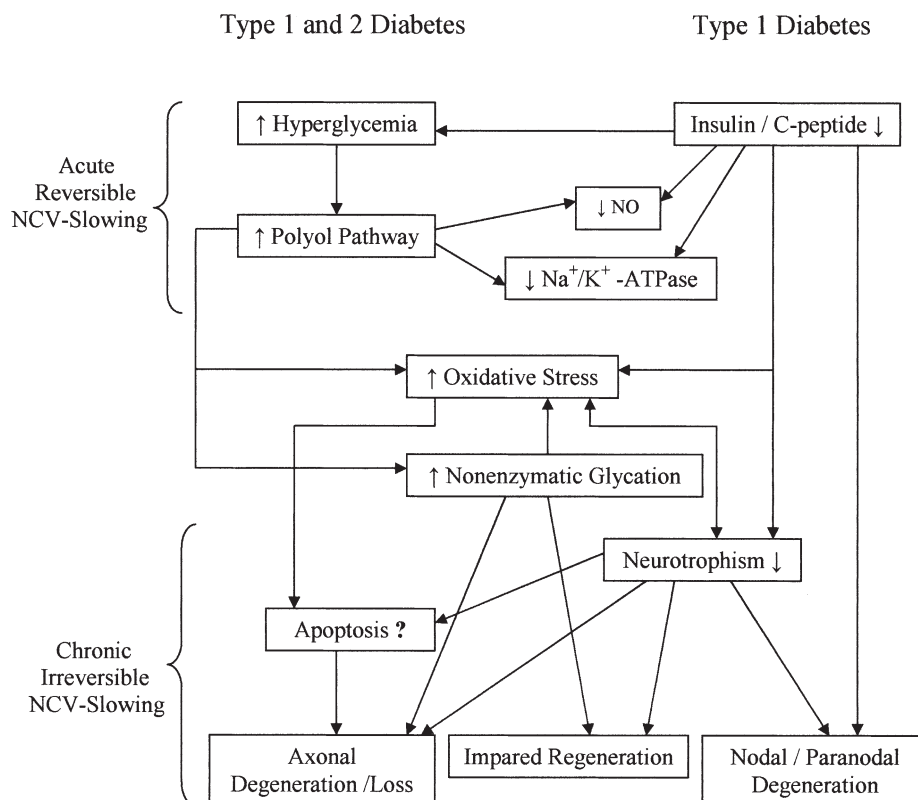 Type 1 and 2 Diabetes
Type 1 Diabetes
↑ Hyperglycemia
Insulin / C-peptide ↓
Acute
Reversible
NCV-Slowing
↓ NO
↑ Polyol Pathway
↓ Na⁺/K⁺ -ATPase
↑ Oxidative Stress
↑ Nonenzymatic Glycation
Neurotrophism ↓
Apoptosis ?
Chronic
Irreversible
NCV-Slowing
Axonal
Degeneration /Loss
Impared Regeneration
Nodal / Paranodal
Degeneration